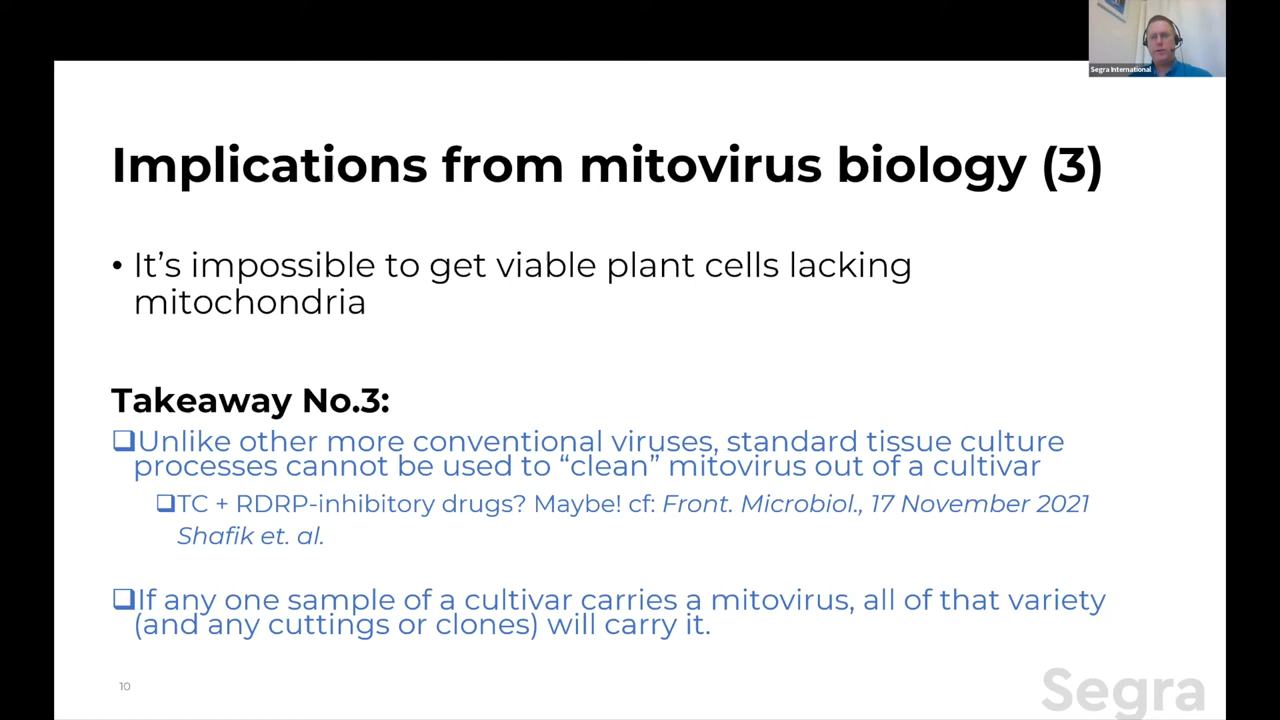 Segra International
Implications from mitovirus biology (3)
• It’s impossible to get viable plant cells lacking
mitochondria
Takeaway No.3:
❑Unlike other more conventional viruses, standard tissue culture
processes cannot be used to “clean” mitovirus out of a cultivar
❑TC + RDRP-inhibitory drugs? Maybe! cf: Front. Microbiol., 17 November 2021
Shafik et. al.
❑If any one sample of a cultivar carries a mitovirus, all of that variety
(and any cuttings or clones) will carry it.
10
Segra